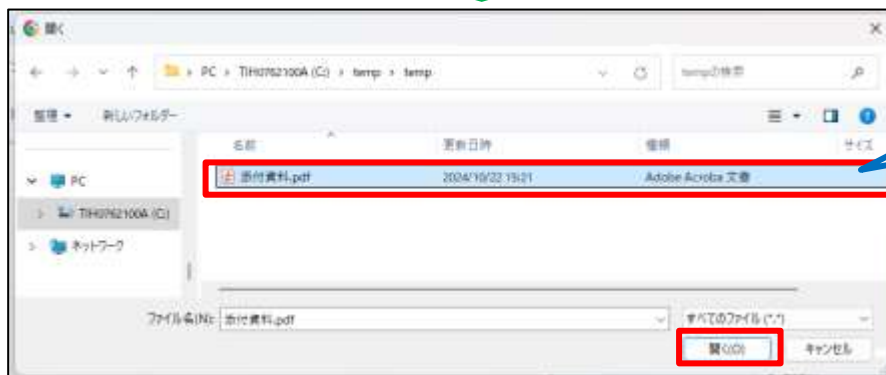 開く
PC › TIH0762100A (C:) › temp › temp
tempの検索
整理 新しいフォルダー
名前 更新日時 種類 サイズ
添付資料.pdf 2024/10/22 15:21 Adobe Acroba 文書
PC
TIH0762100A (C:)
ネットワーク
ファイル名(N): 添付資料.pdf すべてのファイル (*.*)
開く(O) キャンセル